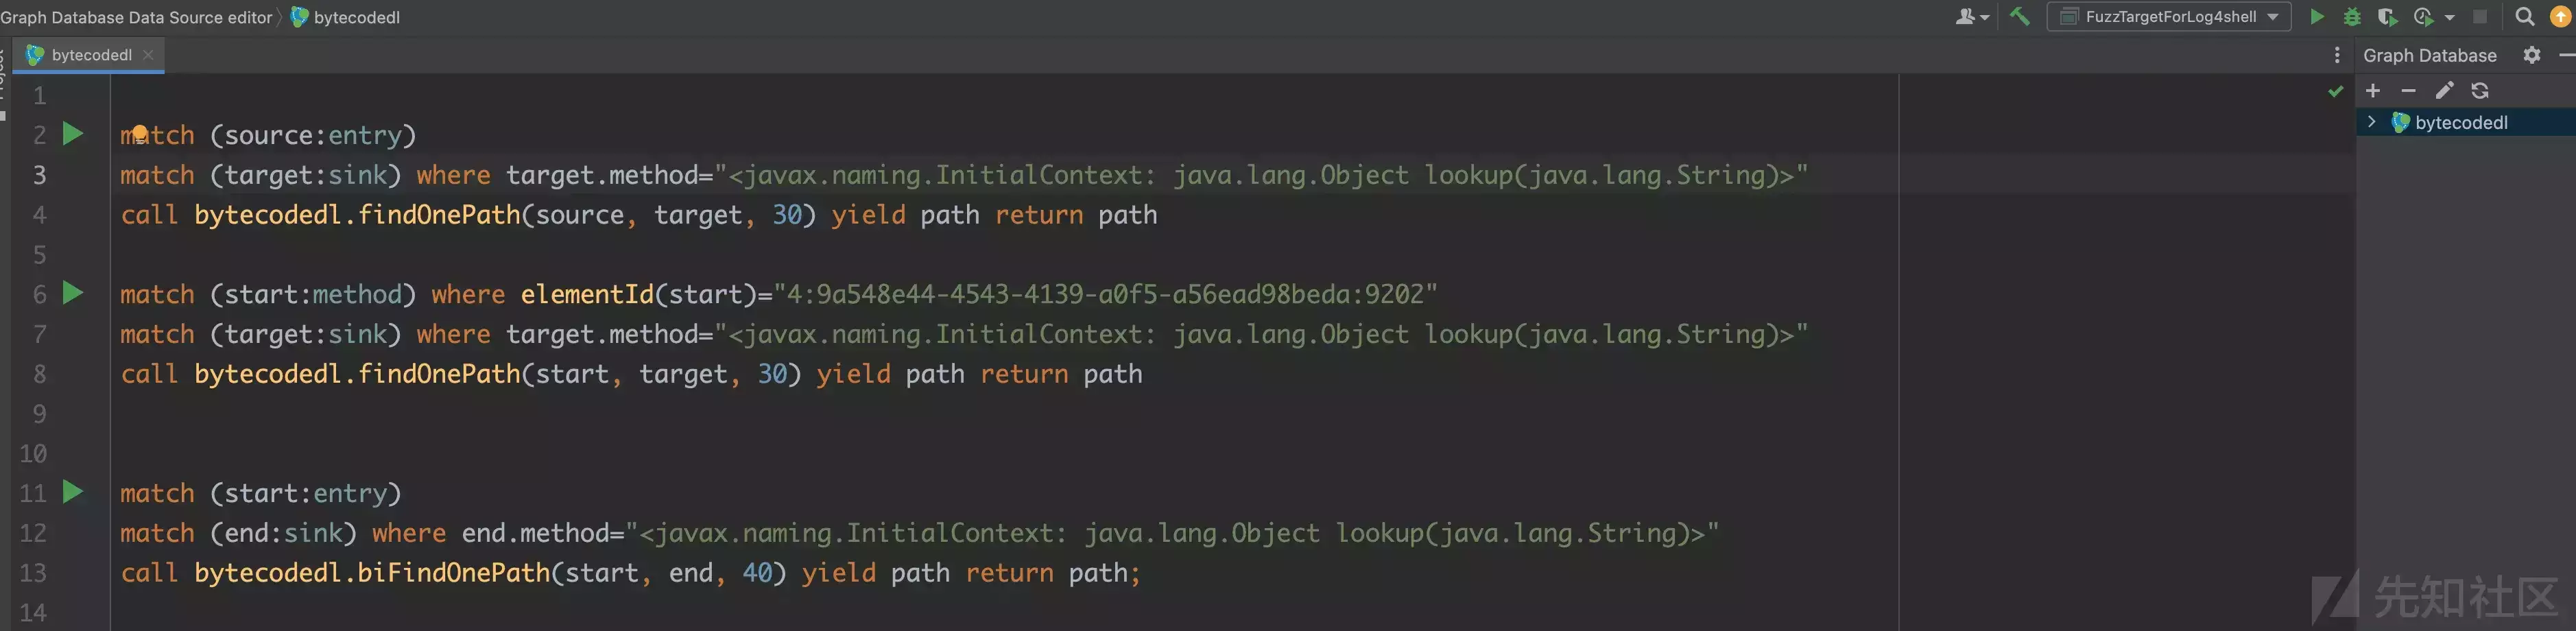 Graph Database Data Source editor bytecodedl
FuzzTargetForLog4shell
bytecodedl
Graph Database
bytecodedl
1
2 match (source:entry)
3 match (target:sink) where target.method="<javax.naming.InitialContext: java.lang.Object lookup(java.lang.String)>"
4 call bytecodedl.findOnePath(source, target, 30) yield path return path
5
6 match (start:method) where elementId(start)="4:9a548e44-4543-4139-a0f5-a56ead98beda:9202"
7 match (target:sink) where target.method="<javax.naming.InitialContext: java.lang.Object lookup(java.lang.String)>"
8 call bytecodedl.findOnePath(start, target, 30) yield path return path
9
10
11 match (start:entry)
12 match (end:sink) where end.method="<javax.naming.InitialContext: java.lang.Object lookup(java.lang.String)>"
13 call bytecodedl.biFindOnePath(start, end, 40) yield path return path;
14
先知社区